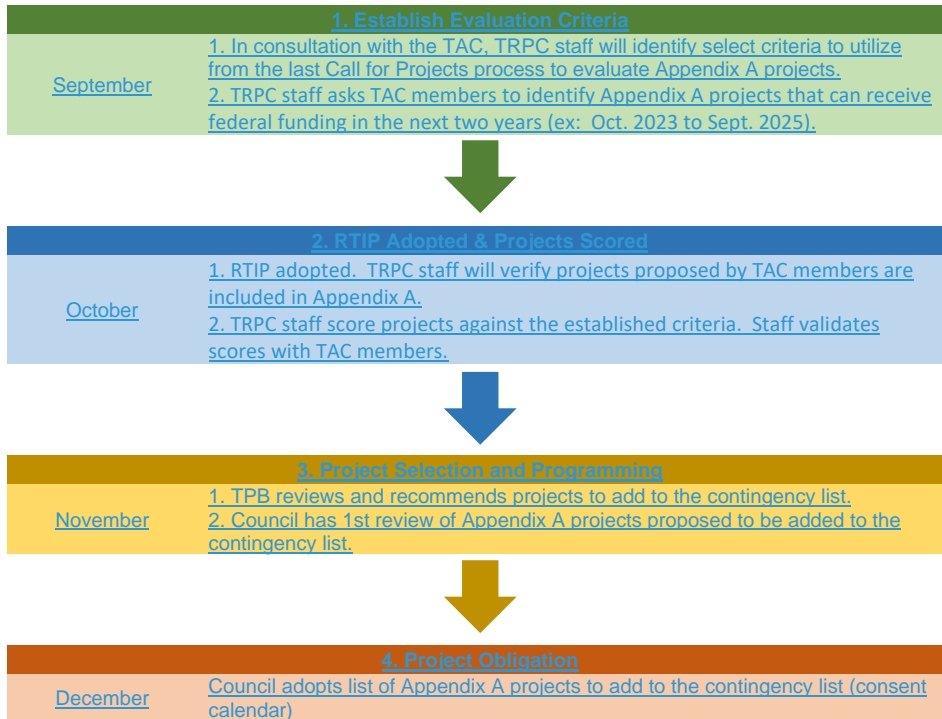 1. Establish Evaluation Criteria
September
1. In consultation with the TAC, TRPC staff will identify select criteria to utilize
from the last Call for Projects process to evaluate Appendix A projects.
2. TRPC staff asks TAC members to identify Appendix A projects that can receive
federal funding in the next two years (ex:  Oct. 2023 to Sept. 2025).
2. RTIP Adopted & Projects Scored
October
1. RTIP adopted.  TRPC staff will verify projects proposed by TAC members are
included in Appendix A.
2. TRPC staff score projects against the established criteria.  Staff validates
scores with TAC members.
3. Project Selection and Programming
November
1. TPB reviews and recommends projects to add to the contingency list.
2. Council has 1st review of Appendix A projects proposed to be added to the
contingency list.
4. Project Obligation
December
Council adopts list of Appendix A projects to add to the contingency list (consent
calendar)